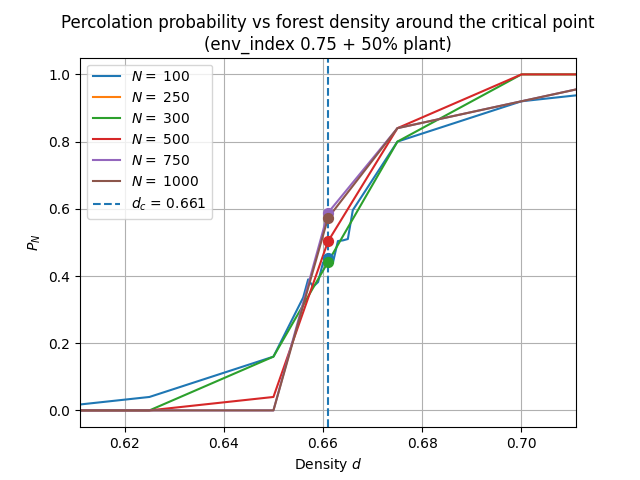 Percolation probability vs forest density around the critical point
(env_index 0.75 + 50% plant)
1.0
0.8
0.6
0.4
0.2
0.0
P_N
N = 100
N = 250
N = 300
N = 500
N = 750
N = 1000
d_c = 0.661
0.62 0.64 0.66 0.68 0.70
Density d